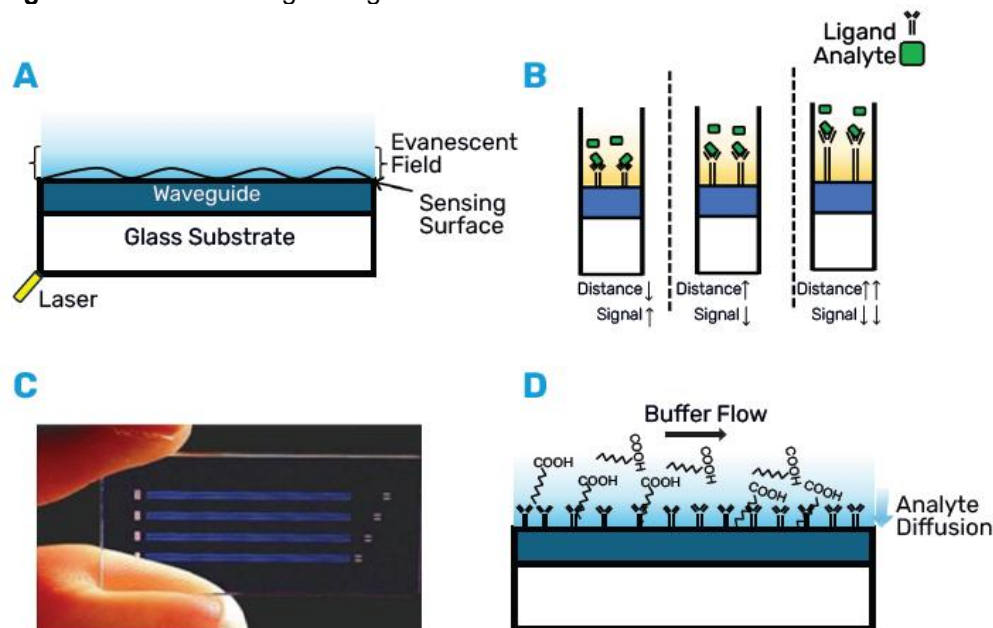 A
Evanescent
Field
Waveguide
Sensing
Surface
Glass Substrate
Laser
B
Ligand
Analyte
Distance↓
Signal↑
Distance↑
Signal↓
Distance↑↑
Signal↓↓
C
D
Buffer Flow
COOH
COOH
COOH
COOH
COOH
COOH
COOH
COOH
Analyte
Diffusion